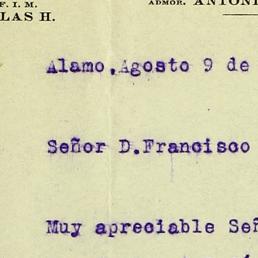 F. I. M.
LAS H.
ADMOR. ANTONI
Alamo, Agosto 9 de
Señor D. Francisco
Muy apreciable Señ